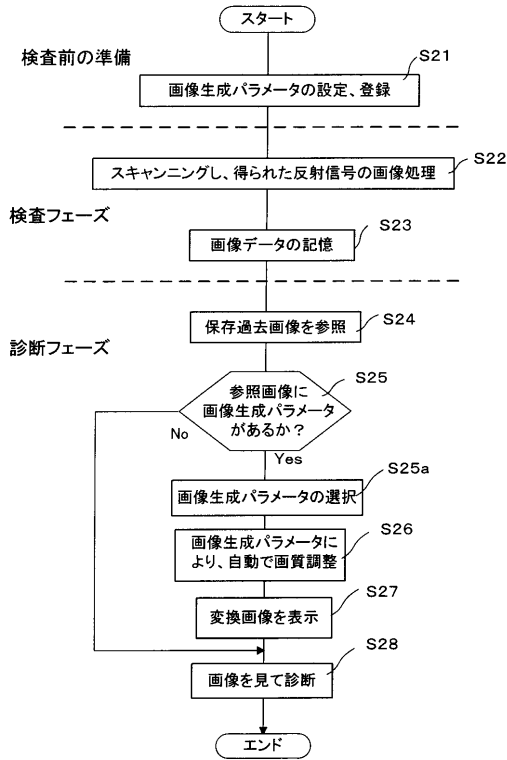 スタート
検査前の準備
S21
画像生成パラメータの設定、登録
S22
スキャンニングし、得られた反射信号の画像処理
検査フェーズ
S23
画像データの記憶
S24
保存過去画像を参照
診断フェーズ
S25
参照画像に
画像生成パラメータ
があるか?
No
Yes
S25a
画像生成パラメータの選択
S26
画像生成パラメータに
より、自動で画質調整
S27
変換画像を表示
S28
画像を見て診断
エンド